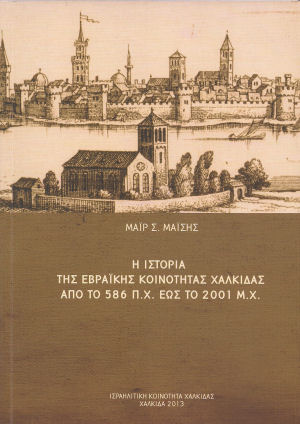 ΜΑΪΡ Σ. ΜΑΪΣΗΣ
Η ΙΣΤΟΡΙΑ
ΤΗΣ ΕΒΡΑΪΚΗΣ ΚΟΙΝΟΤΗΤΑΣ ΧΑΛΚΙΔΑΣ
ΑΠΟ ΤΟ 586 Π.Χ. ΕΩΣ ΤΟ 2001 Μ.Χ.
ΙΣΡΑΗΛΙΤΙΚΗ ΚΟΙΝΟΤΗΤΑ ΧΑΛΚΙΔΑΣ
ΧΑΛΚΙΔΑ 2013